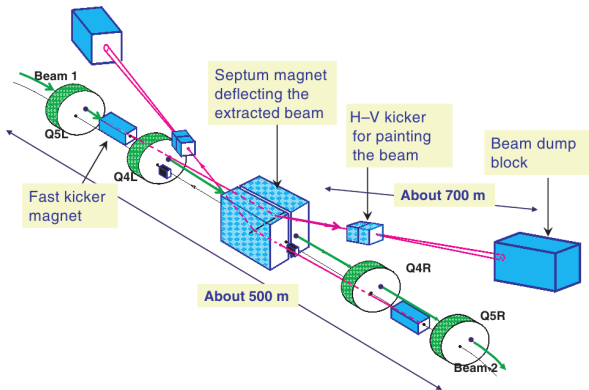 Beam 1
Q5L
Fast kicker
magnet
Q4L
Septum magnet
deflecting the
extracted beam
H–V kicker
for painting
the beam
Beam dump
block
About 700 m
About 500 m
Q4R
Q5R
Beam 2